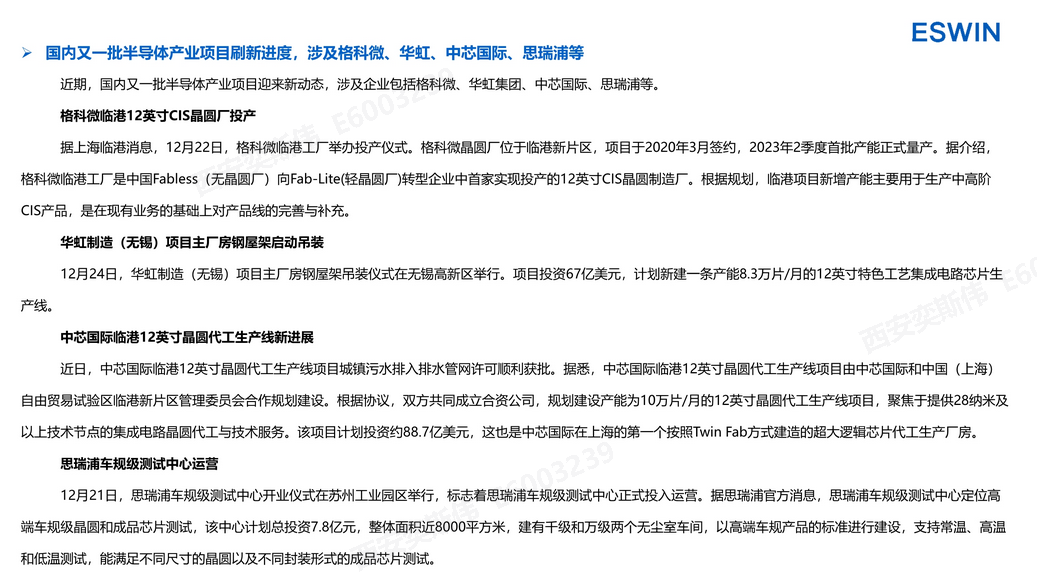 ESWIN
➢ 国内又一批半导体产业项目刷新进度，涉及格科微、华虹、中芯国际、思瑞浦等
近期，国内又一批半导体产业项目迎来新动态，涉及企业包括格科微、华虹集团、中芯国际、思瑞浦等。
格科微临港12英寸CIS晶圆厂投产
据上海临港消息，12月22日，格科微临港工厂举办投产仪式。格科微晶圆厂位于临港新片区，项目于2020年3月签约，2023年2季度首批产能正式量产。据介绍，
格科微临港工厂是中国Fabless（无晶圆厂）向Fab-Lite(轻晶圆厂)转型企业中首家实现投产的12英寸CIS晶圆制造厂。根据规划，临港项目新增产能主要用于生产中高阶
CIS产品，是在现有业务的基础上对产品线的完善与补充。
华虹制造（无锡）项目主厂房钢屋架启动吊装
12月24日，华虹制造（无锡）项目主厂房钢屋架吊装仪式在无锡高新区举行。项目投资67亿美元，计划新建一条产能8.3万片/月的12英寸特色工艺集成电路芯片生
产线。
中芯国际临港12英寸晶圆代工生产线新进展
近日，中芯国际临港12英寸晶圆代工生产线项目城镇污水排入排水管网许可顺利获批。据悉，中芯国际临港12英寸晶圆代工生产线项目由中芯国际和中国（上海）
自由贸易试验区临港新片区管理委员会合作规划建设。根据协议，双方共同成立合资公司，规划建设产能为10万片/月的12英寸晶圆代工生产线项目，聚焦于提供28纳米及
以上技术节点的集成电路晶圆代工与技术服务。该项目计划投资约88.7亿美元，这也是中芯国际在上海的第一个按照Twin Fab方式建造的超大逻辑芯片代工生产厂房。
思瑞浦车规级测试中心运营
12月21日，思瑞浦车规级测试中心开业仪式在苏州工业园区举行，标志着思瑞浦车规级测试中心正式投入运营。据思瑞浦官方消息，思瑞浦车规级测试中心定位高
端车规级晶圆和成品芯片测试，该中心计划总投资7.8亿元，整体面积近8000平方米，建有千级和万级两个无尘室车间，以高端车规产品的标准进行建设，支持常温、高温
和低温测试，能满足不同尺寸的晶圆以及不同封装形式的成品芯片测试。
西安奕斯伟 E6003239
西安奕斯伟 E600
西安奕斯伟 E6003239